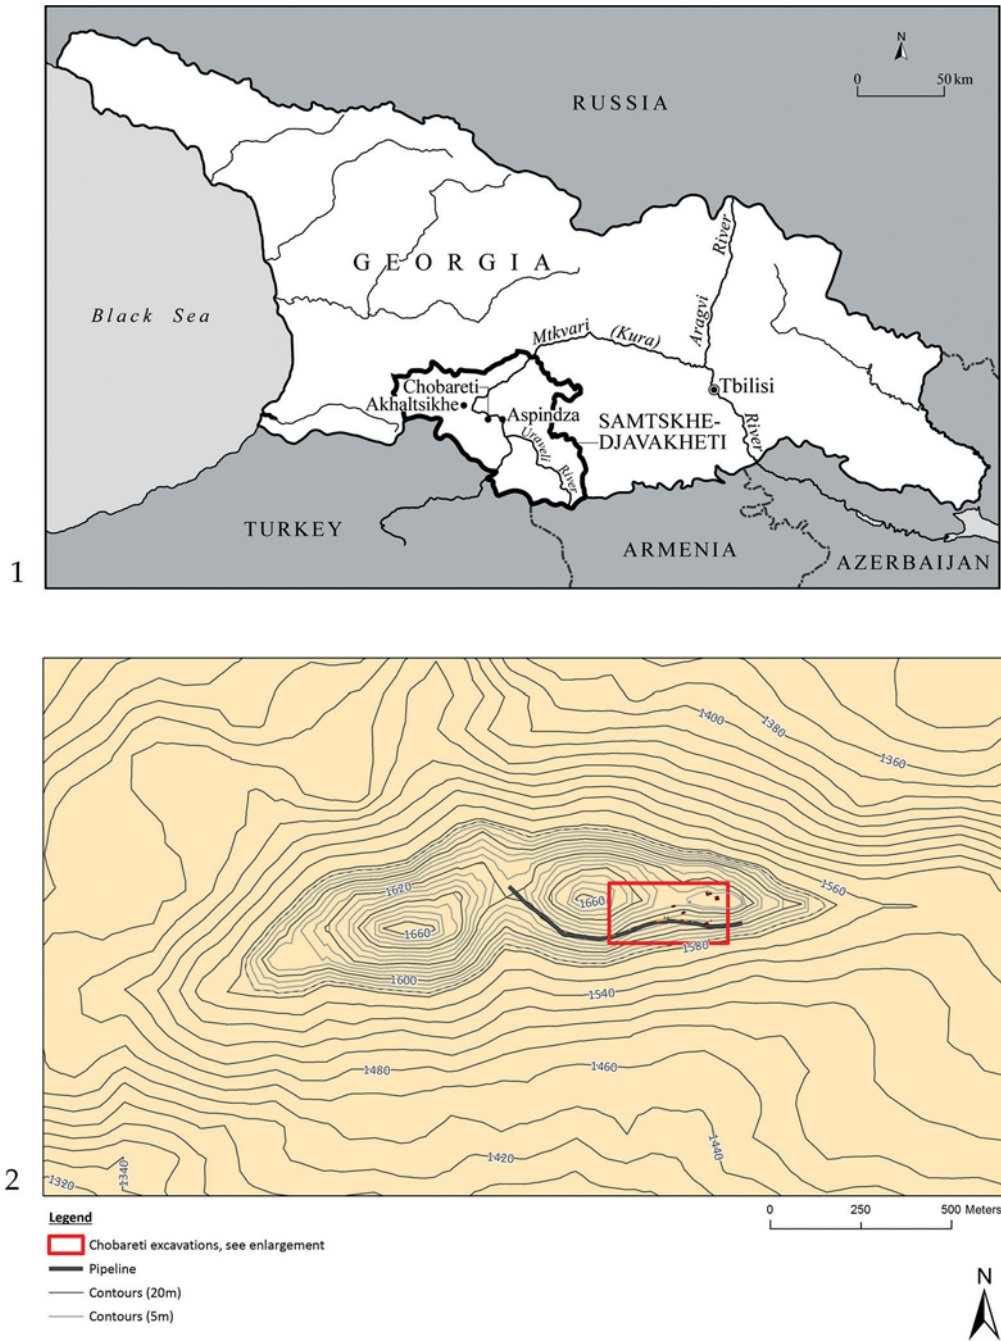 N
0 50 km
RUSSIA
GEORGIA
Black Sea
River
Aragvi
Mtkvari (Kura)
Chobareti
Akhaltsikhe
Aspindza
Tbilisi
SAMTSKHE-
DJAVAKHETI
Uraveli
River
River
TURKEY
ARMENIA
AZERBAIJAN
1
1400
1380
1360
1620
1660
1660
1560
1580
1600
1540
1480
1460
1440
1420
1340
1320
2
0 250 500 Meters
Legend
Chobareti excavations, see enlargement
Pipeline
Contours (20m)
Contours (5m)
N